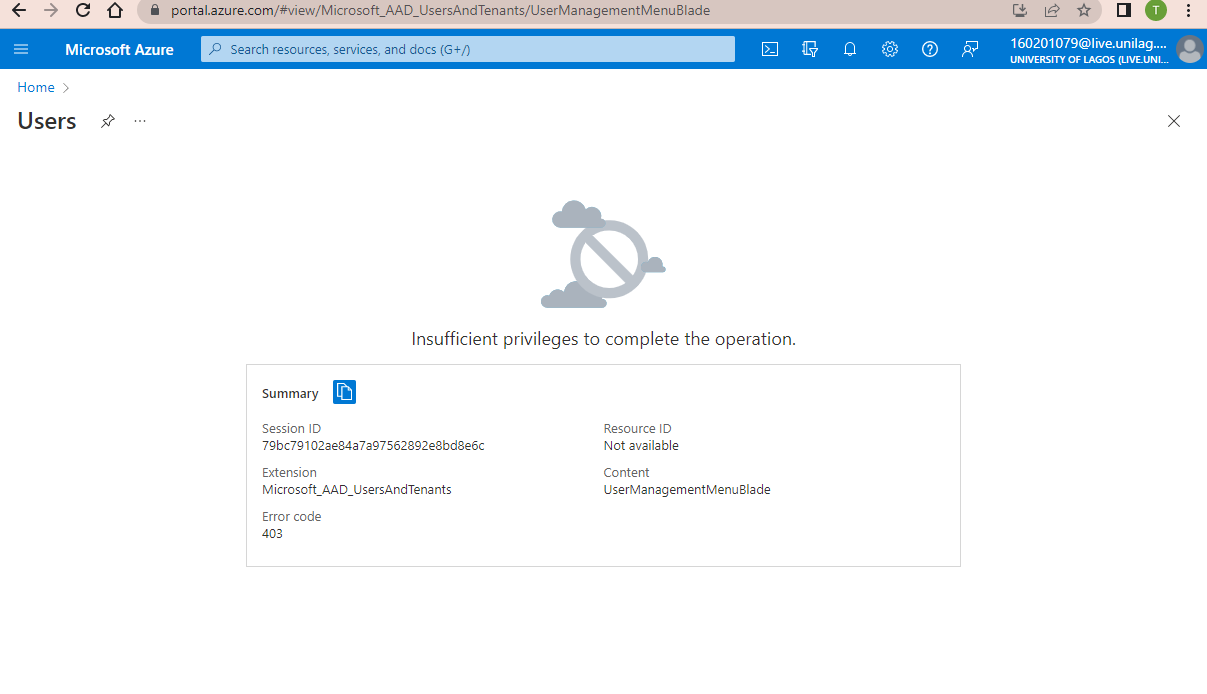 portal.azure.com/#view/Microsoft_AAD_UsersAndTenants/UserManagementMenuBlade
T
Microsoft Azure
Search resources, services, and docs (G+/)
160201079@live.unilag....
UNIVERSITY OF LAGOS (LIVE.UNI...
Home
Users
...
Insufficient privileges to complete the operation.
Summary
Session ID
79bc79102ae84a7a97562892e8bd8e6c
Resource ID
Not available
Extension
Microsoft_AAD_UsersAndTenants
Content
UserManagementMenuBlade
Error code
403